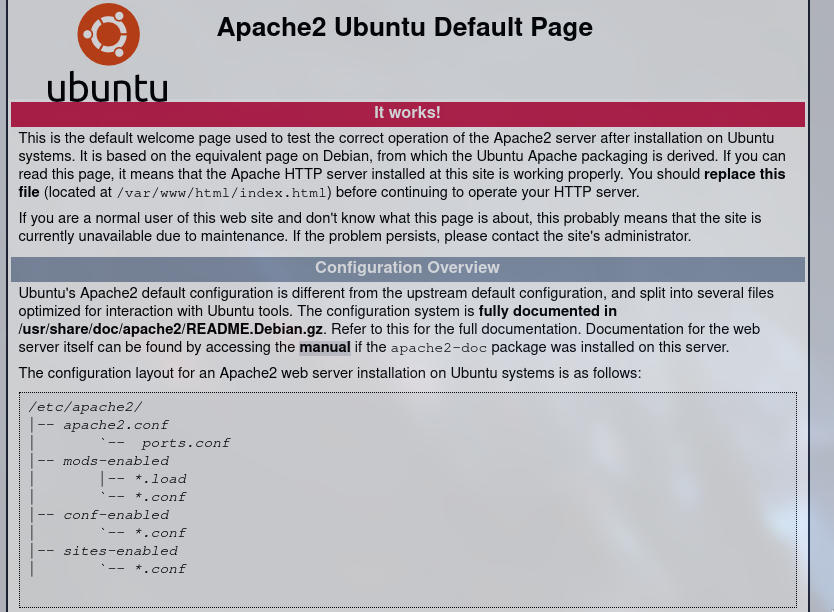 ubuntu
Apache2 Ubuntu Default Page
It works!
This is the default welcome page used to test the correct operation of the Apache2 server after installation on Ubuntu
systems. It is based on the equivalent page on Debian, from which the Ubuntu Apache packaging is derived. If you can
read this page, it means that the Apache HTTP server installed at this site is working properly. You should replace this
file (located at /var/www/html/index.html) before continuing to operate your HTTP server.
If you are a normal user of this web site and don't know what this page is about, this probably means that the site is
currently unavailable due to maintenance. If the problem persists, please contact the site's administrator.
Configuration Overview
Ubuntu's Apache2 default configuration is different from the upstream default configuration, and split into several files
optimized for interaction with Ubuntu tools. The configuration system is fully documented in
/usr/share/doc/apache2/README.Debian.gz. Refer to this for the full documentation. Documentation for the web
server itself can be found by accessing the manual if the apache2-doc package was installed on this server.
The configuration layout for an Apache2 web server installation on Ubuntu systems is as follows:
/etc/apache2/
|-- apache2.conf
|       `--  ports.conf
|-- mods-enabled
|       |-- *.load
|       `-- *.conf
|-- conf-enabled
|       `-- *.conf
|-- sites-enabled
|       `-- *.conf